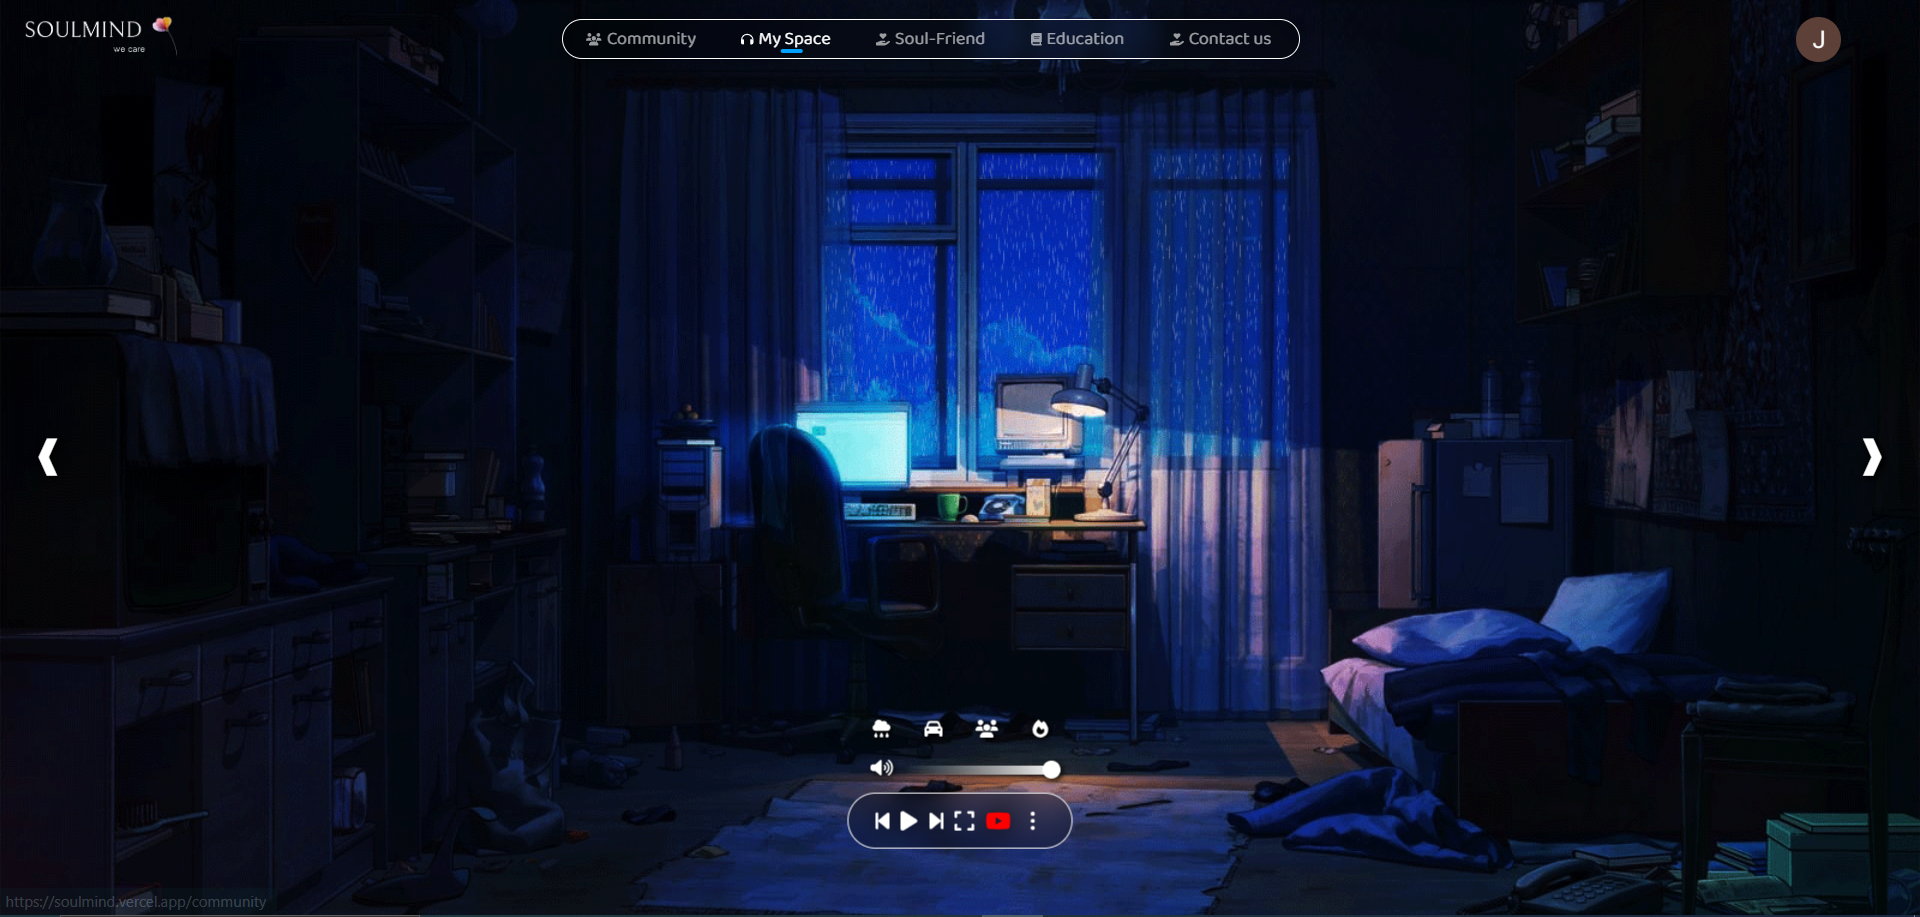 SOULMIND
we care
Community
My Space
Soul-Friend
Education
Contact us
J
https://soulmind.vercel.app/community